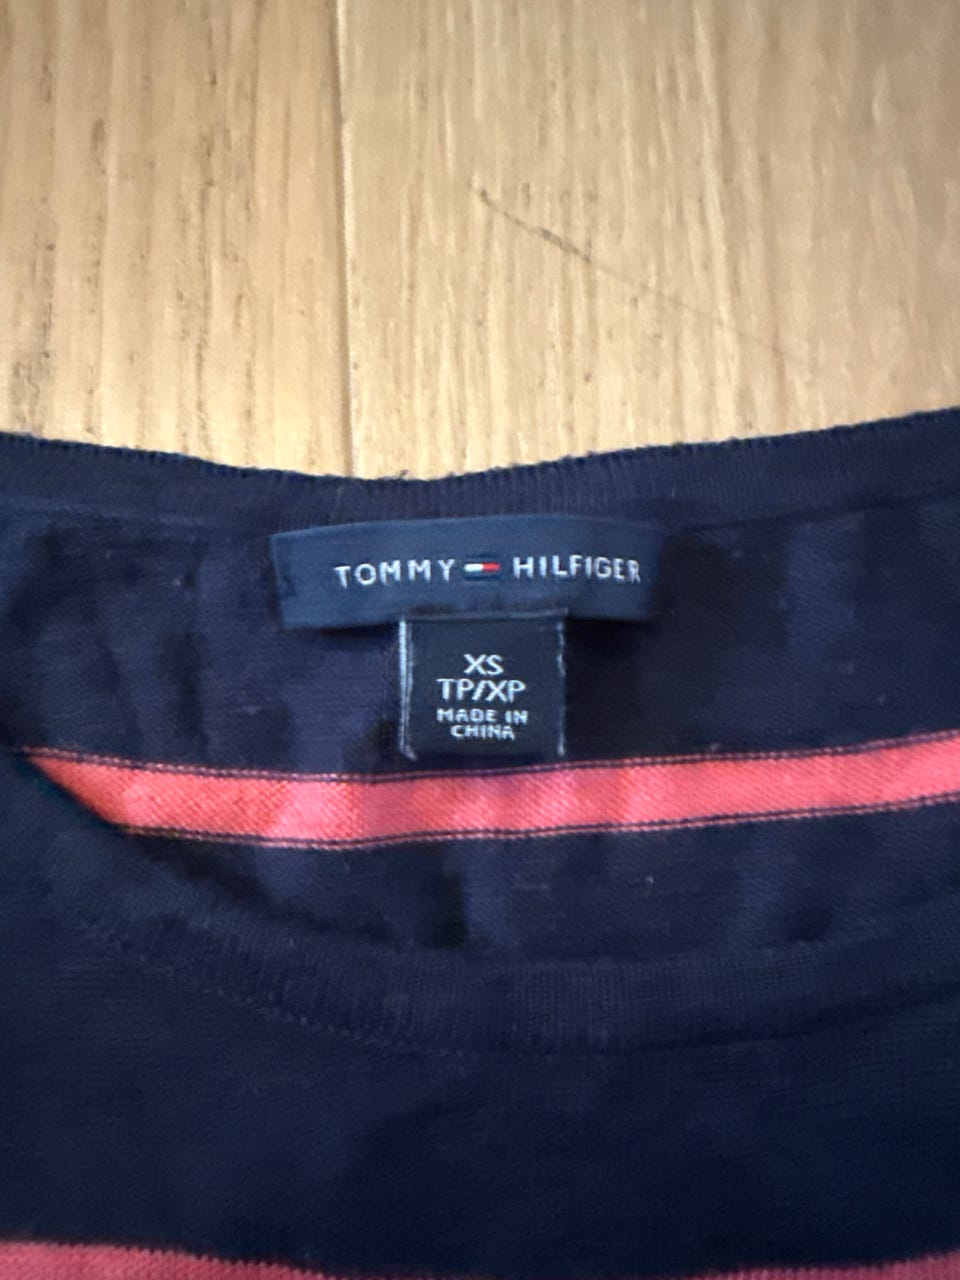 TOMMY HILFIGER
XS
TP/XP
MADE IN
CHINA